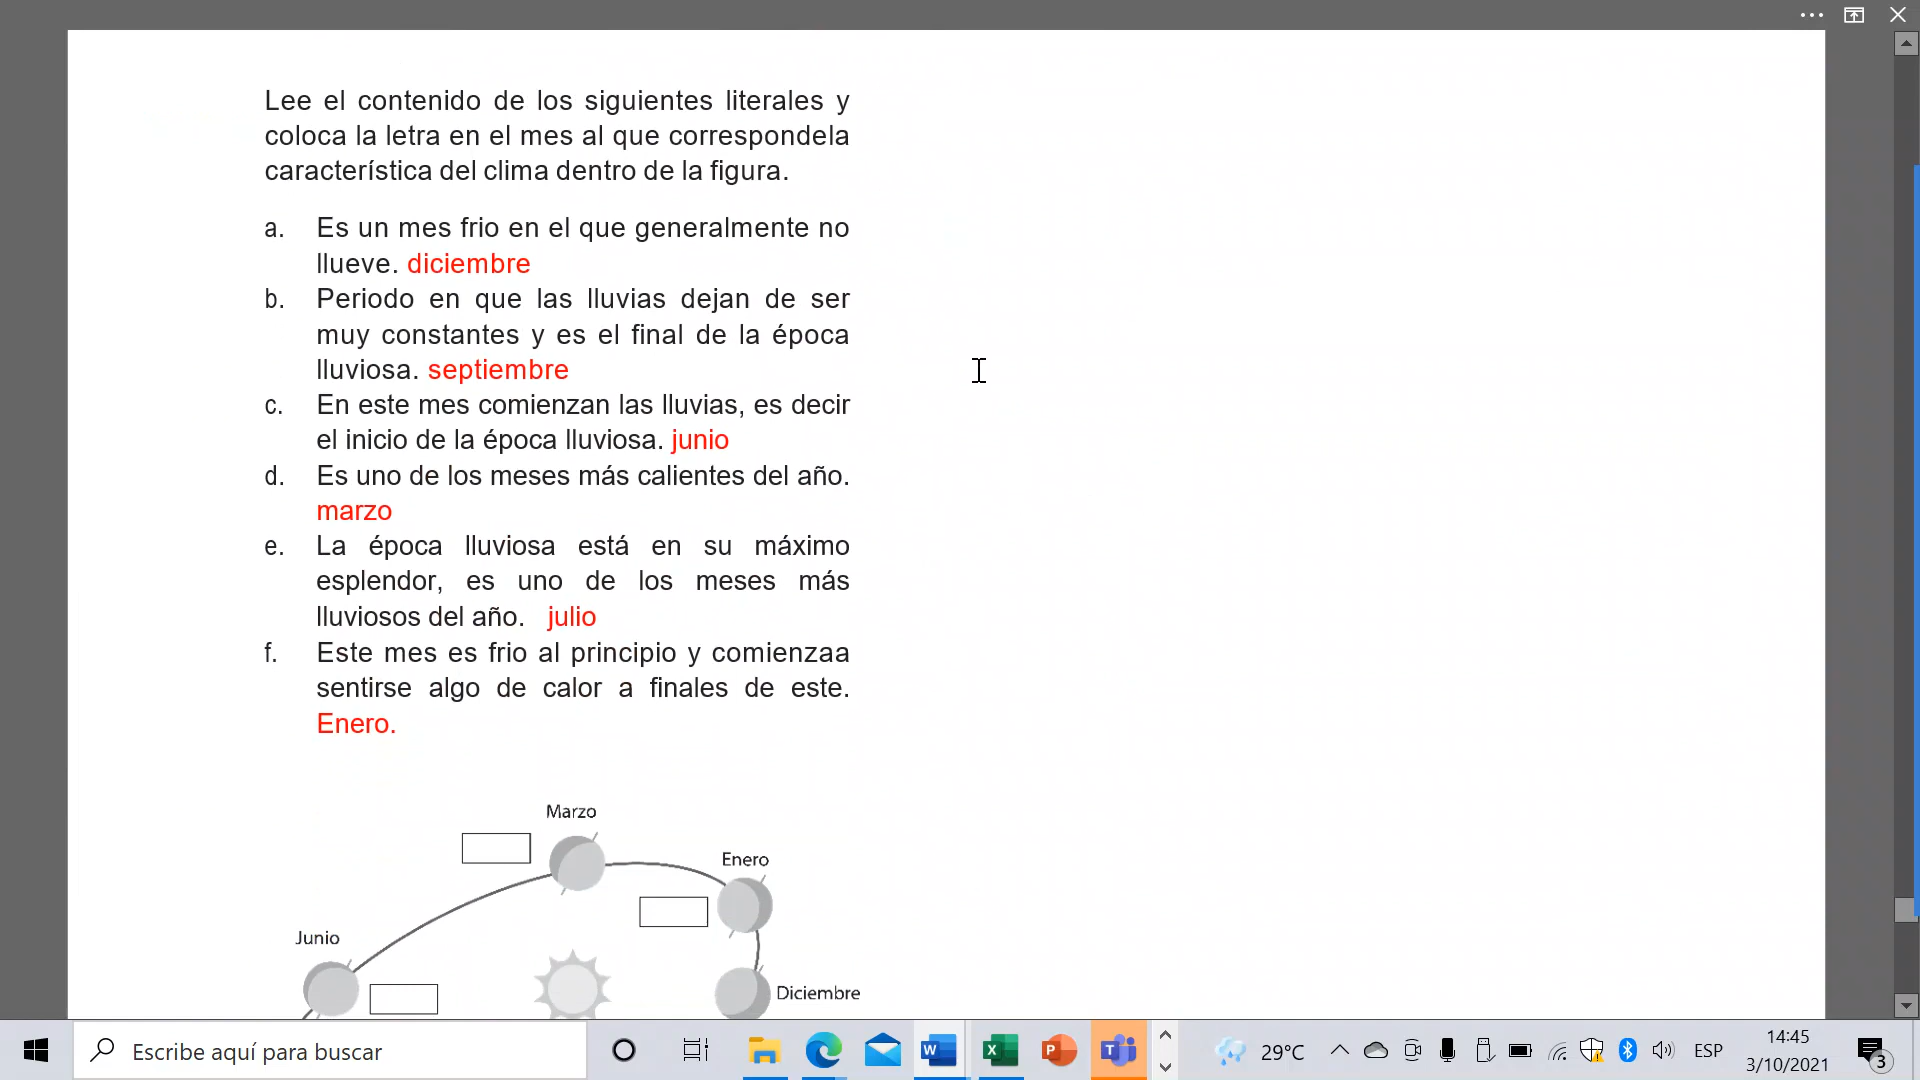 Lee el contenido de los siguientes literales y
coloca la letra en el mes al que correspondela
característica del clima dentro de la figura.
a. Es un mes frio en el que generalmente no
llueve. diciembre
b. Periodo en que las lluvias dejan de ser
muy constantes y es el final de la época
lluviosa. septiembre
c. En este mes comienzan las lluvias, es decir
el inicio de la época lluviosa. junio
d. Es uno de los meses más calientes del año.
marzo
e. La época lluviosa está en su máximo
esplendor, es uno de los meses más
lluviosos del año. julio
f. Este mes es frio al principio y comienzaa
sentirse algo de calor a finales de este.
Enero.
Marzo
Enero
Junio
Diciembre
Escribe aquí para buscar
29°C
ESP
14:45
3/10/2021
3